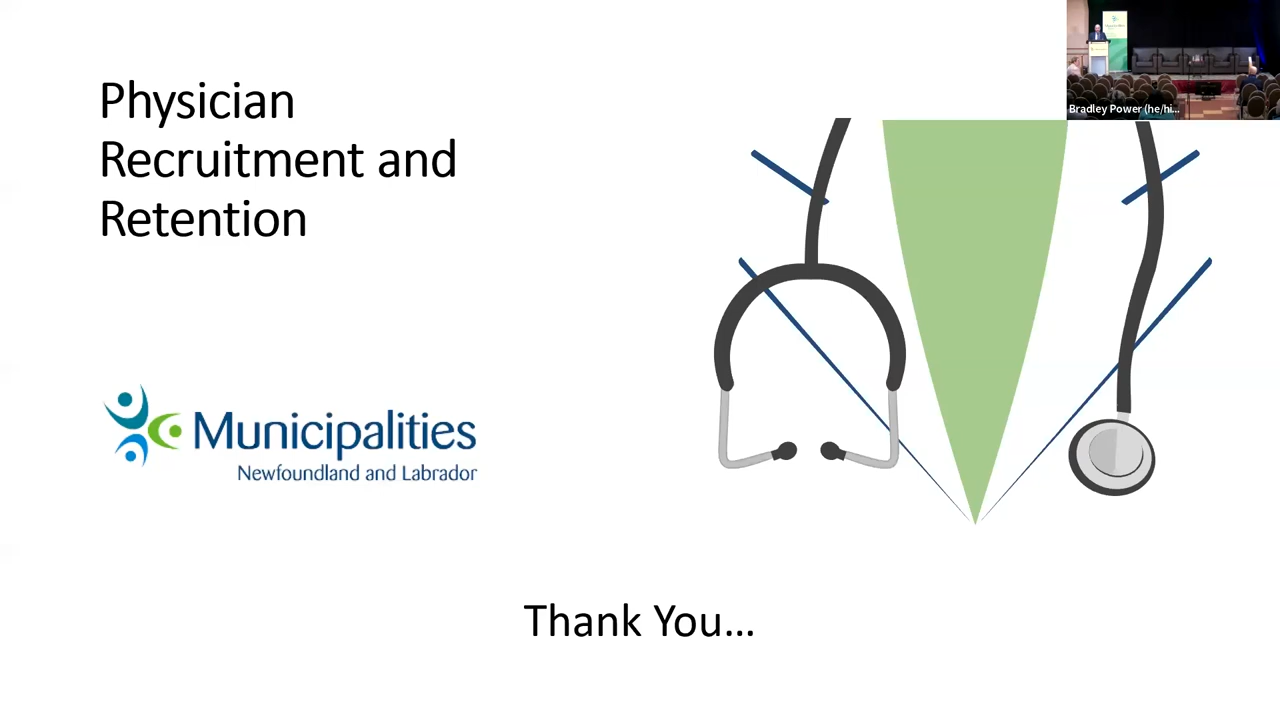 Physician
Recruitment and
Retention
Bradley Power (he/hi...
Municipalities
Newfoundland and Labrador
Thank You...